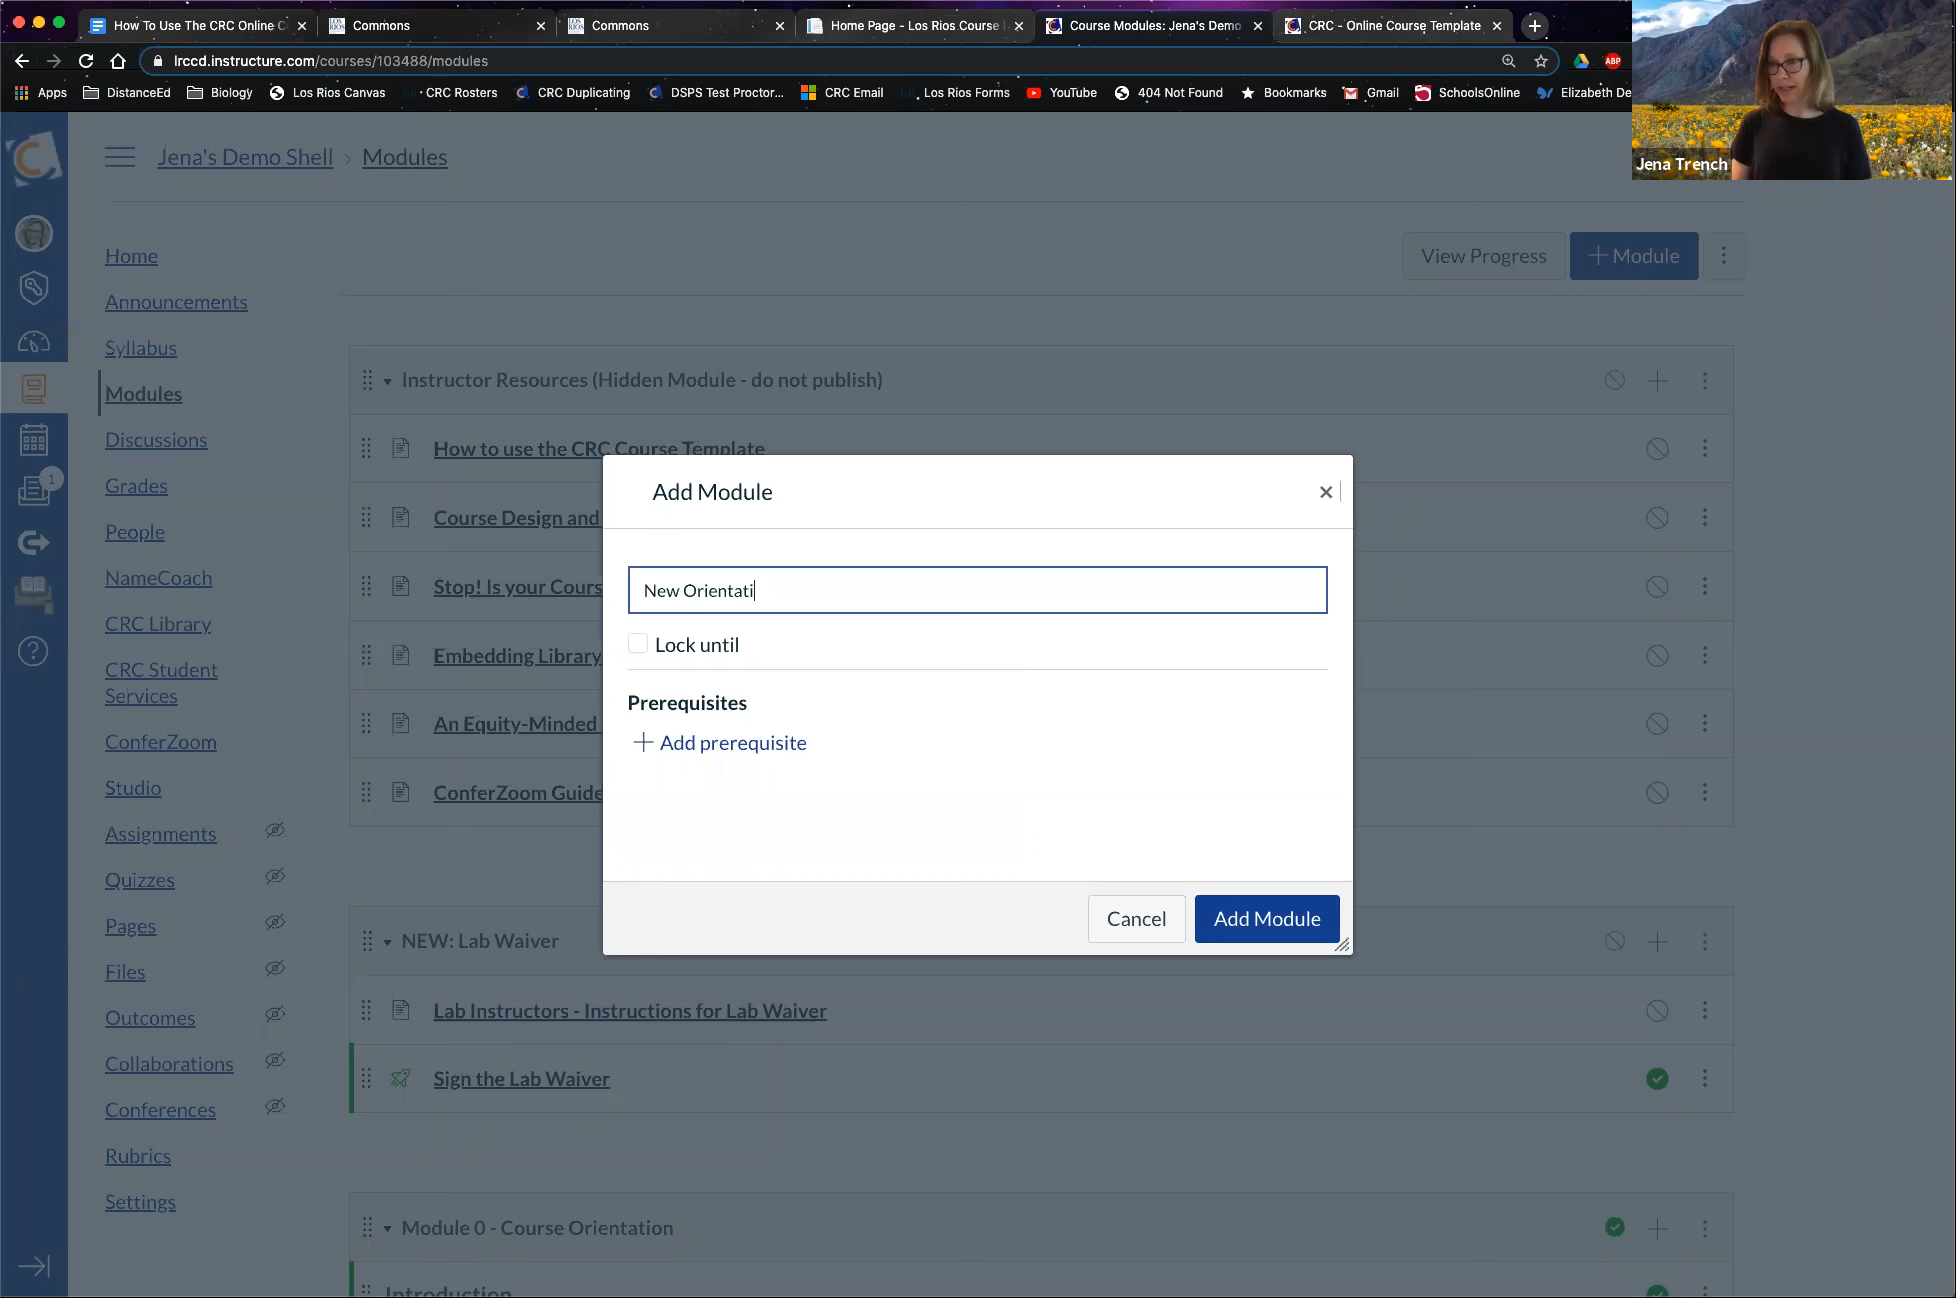 How To Use The CRC Online C
Commons
Commons
Home Page - Los Rios Course
Course Modules: Jena's Demo
CRC - Online Course Template
lrccd.instructure.com/courses/103488/modules
ABP
Apps
DistanceEd
Biology
Los Rios Canvas
CRC Rosters
CRC Duplicating
DSPS Test Proctor...
CRC Email
Los Rios Forms
YouTube
404 Not Found
Bookmarks
Gmail
SchoolsOnline
Elizabeth De
Jena Trench
Jena's Demo Shell › Modules
View Progress
+ Module
Home
Announcements
Syllabus
Modules
Discussions
Grades
People
NameCoach
CRC Library
CRC Student
Services
ConferZoom
Studio
Assignments
Quizzes
Pages
Files
Outcomes
Collaborations
Conferences
Rubrics
Settings
1
Instructor Resources (Hidden Module - do not publish)
How to use the CRC Course Template
Course Design and
Stop! Is your Cours
Embedding Library
An Equity-Minded
ConferZoom Guide
Add Module
New Orientati
Lock until
Prerequisites
+ Add prerequisite
Cancel
Add Module
NEW: Lab Waiver
Lab Instructors - Instructions for Lab Waiver
Sign the Lab Waiver
Module 0 - Course Orientation
Introduction